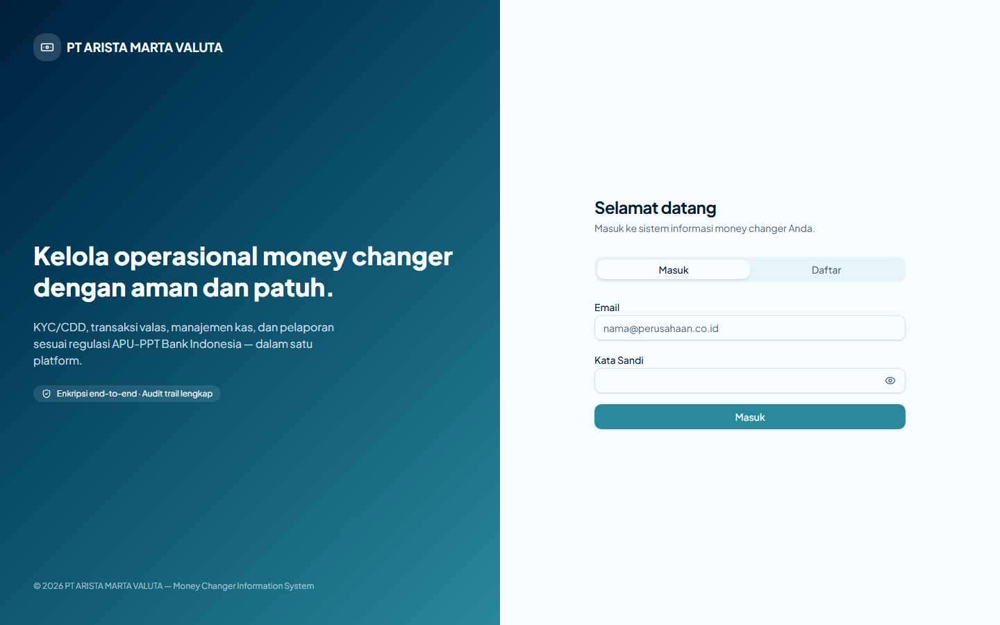 PT ARISTA MARTA VALUTA
Kelola operasional money changer
dengan aman dan patuh.
KYC/CDD, transaksi valas, manajemen kas, dan pelaporan
sesuai regulasi APU-PPT Bank Indonesia — dalam satu
platform.
Enkripsi end-to-end · Audit trail lengkap
© 2026 PT ARISTA MARTA VALUTA — Money Changer Information System
Selamat datang
Masuk ke sistem informasi money changer Anda.
Masuk
Daftar
Email
nama@perusahaan.co.id
Kata Sandi
Masuk